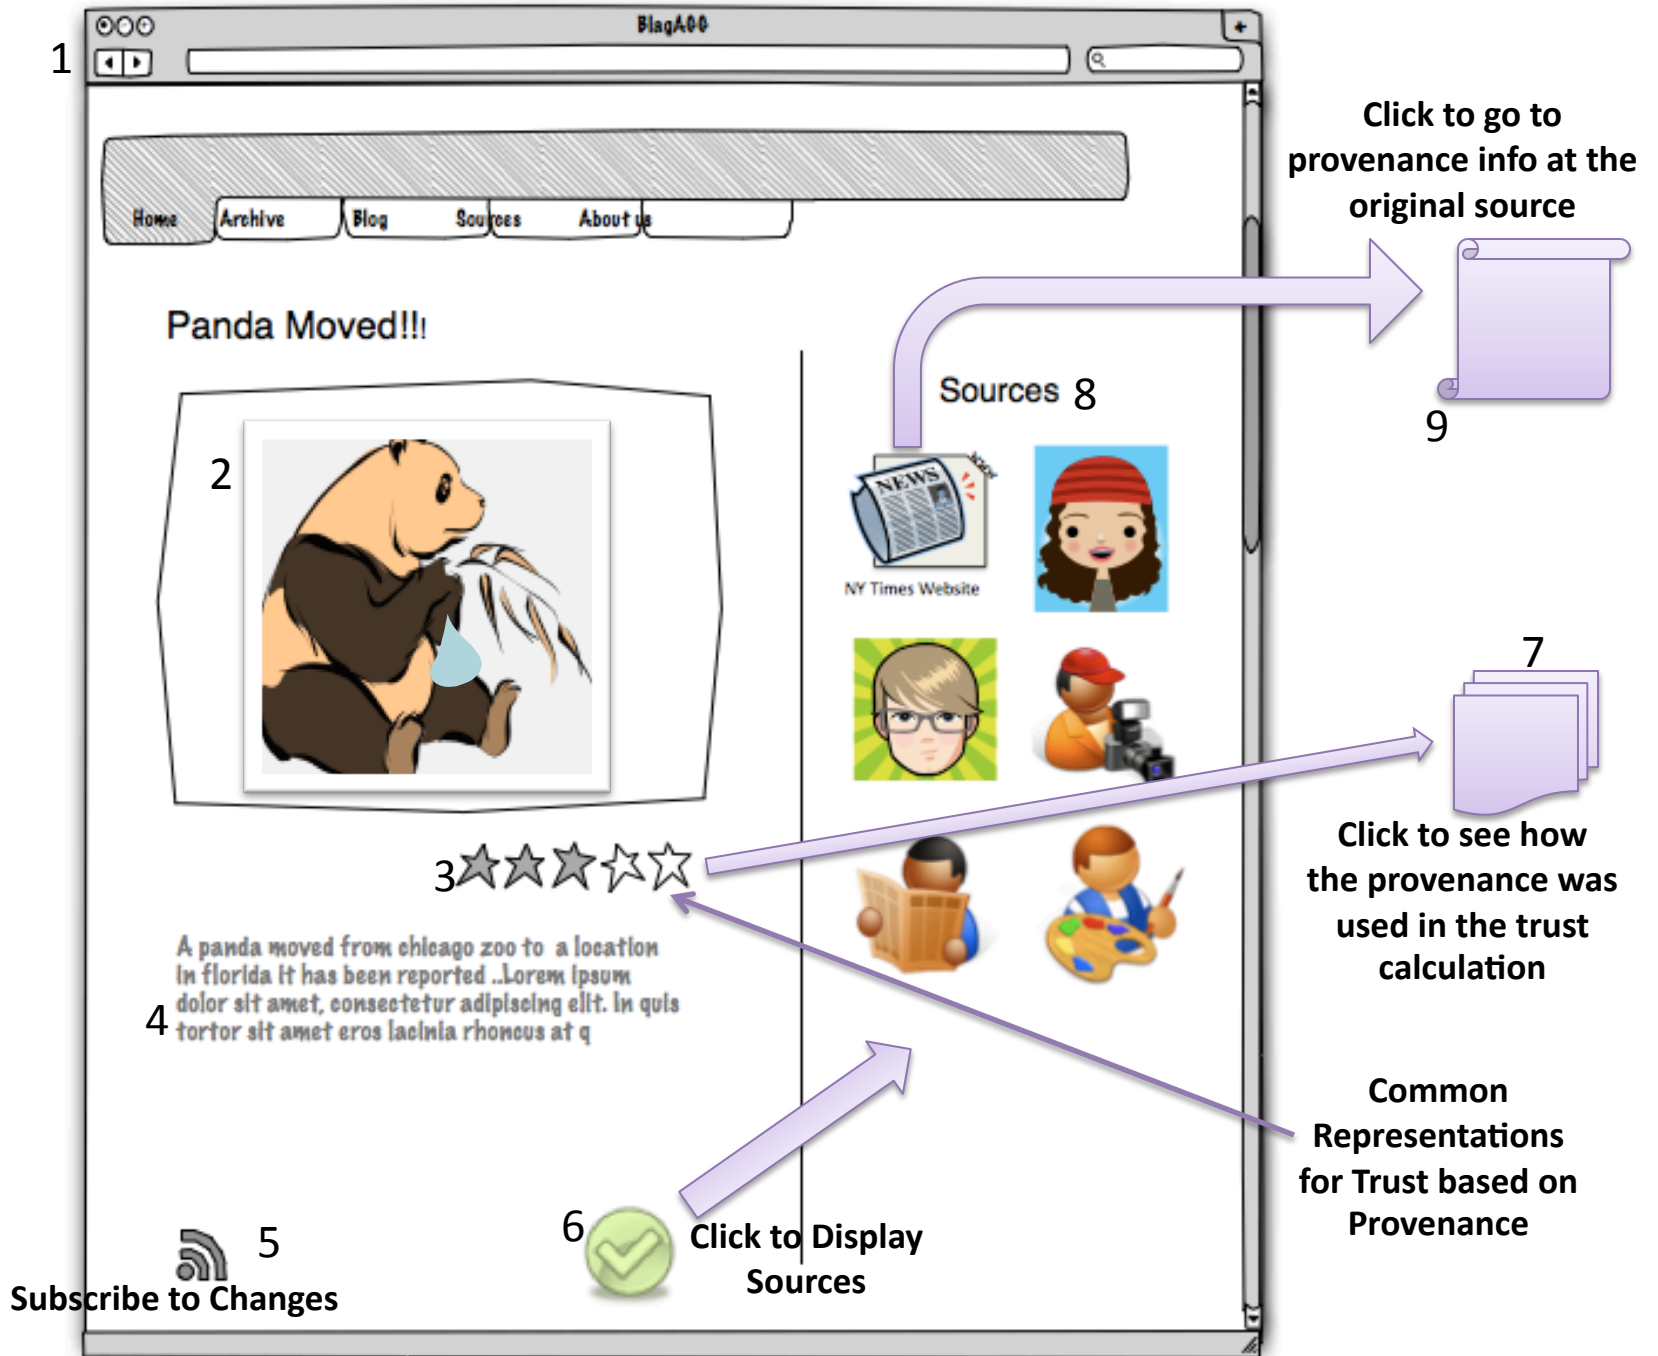 BlagAGG
1
Home Archive Blog Sources About us
Click to go to
provenance info at the
original source
Panda Moved!!!
2
Sources 8
9
NEWS
NY Times Website
7
Click to see how
the provenance was
used in the trust
calculation
3
A panda moved from chicago zoo to a location
in florida it has been reported ..Lorem ipsum
dolor sit amet, consectetur adipiscing elit. In quis
4 tortor sit amet eros lacinia rhoncus at q
Common
Representations
for Trust based on
Provenance
5
Subscribe to Changes
6
Click to Display
Sources